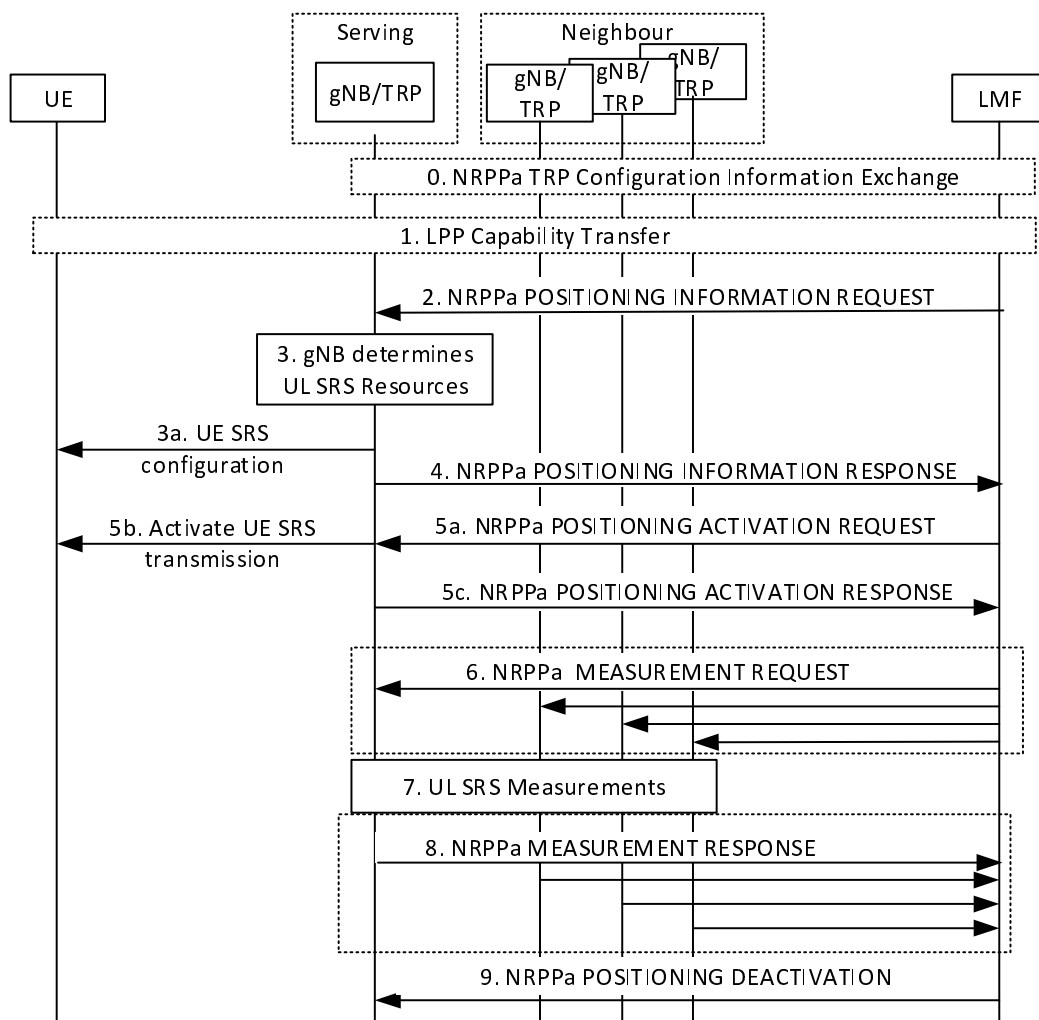 Serving
Neighbour
UE
gNB/TRP
gNB/
TRP
gNB/
TRP
gNB/
TRP
LMF
0. NRPPa TRP Configuration Information Exchange
1. LPP Capability Transfer
2. NRPPa POSITIONING INFORMATION REQUEST
3. gNB determines
UL SRS Resources
3a. UE SRS
configuration
4. NRPPa POSITIONING INFORMATION RESPONSE
5b. Activate UE SRS
transmission
5a. NRPPa POSITIONING ACTIVATION REQUEST
5c. NRPPa POSITIONING ACTIVATION RESPONSE
6. NRPPa MEASUREMENT REQUEST
7. UL SRS Measurements
8. NRPPa MEASUREMENT RESPONSE
9. NRPPa POSITIONING DEACTIVATION